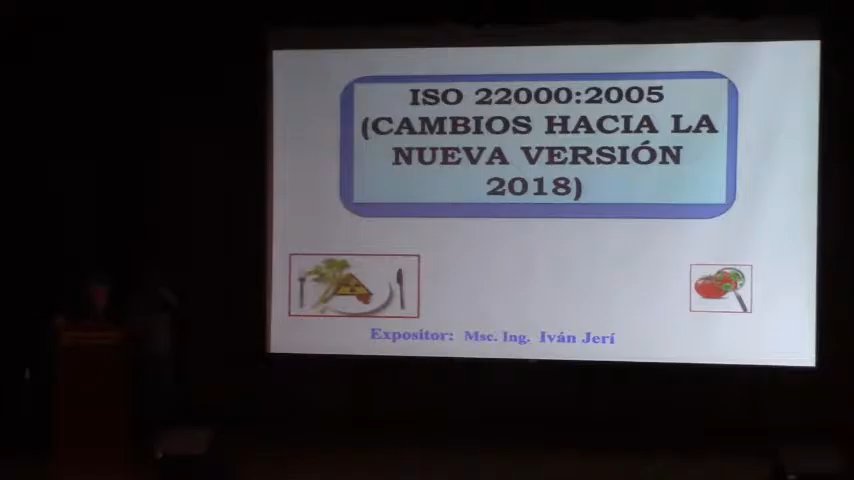 ISO 22000:2005
(CAMBIOS HACIA LA
NUEVA VERSIÓN
2018)
Expositor: Msc. Ing. Iván Jerí